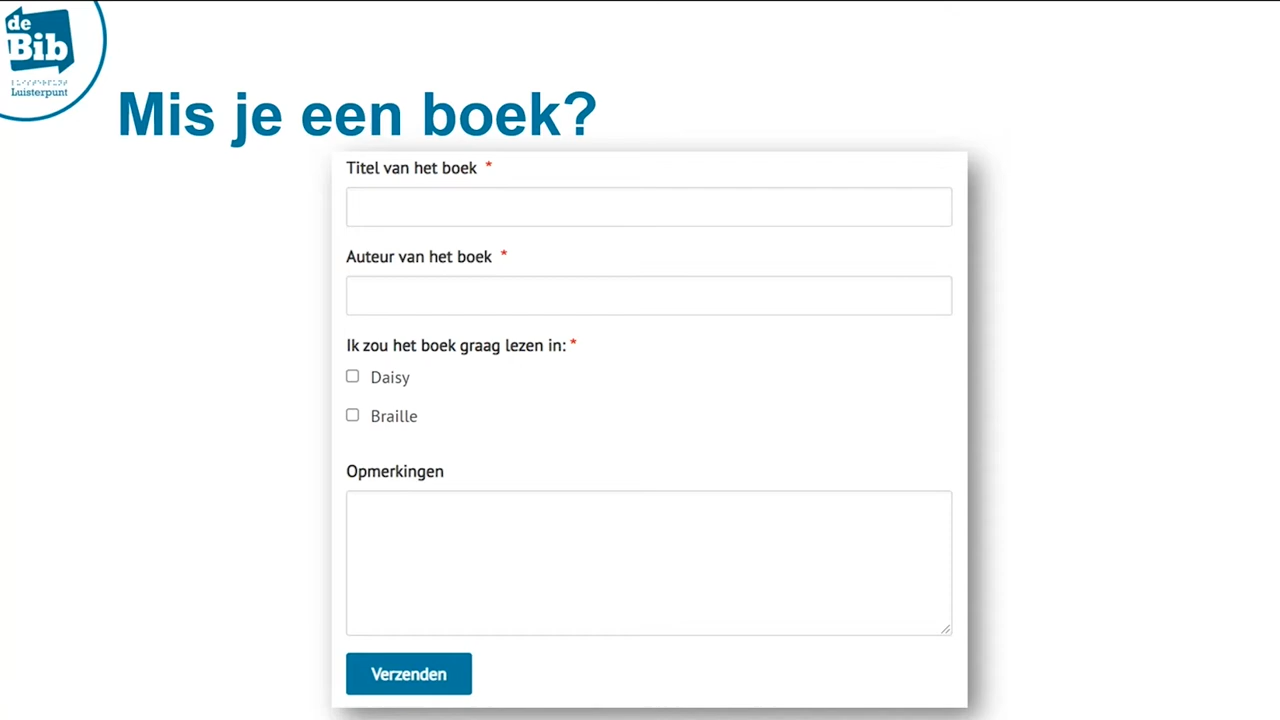 de
Bib
Luisterpunt
Mis je een boek?
Titel van het boek *
Auteur van het boek *
Ik zou het boek graag lezen in: *
Daisy
Braille
Opmerkingen
Verzenden